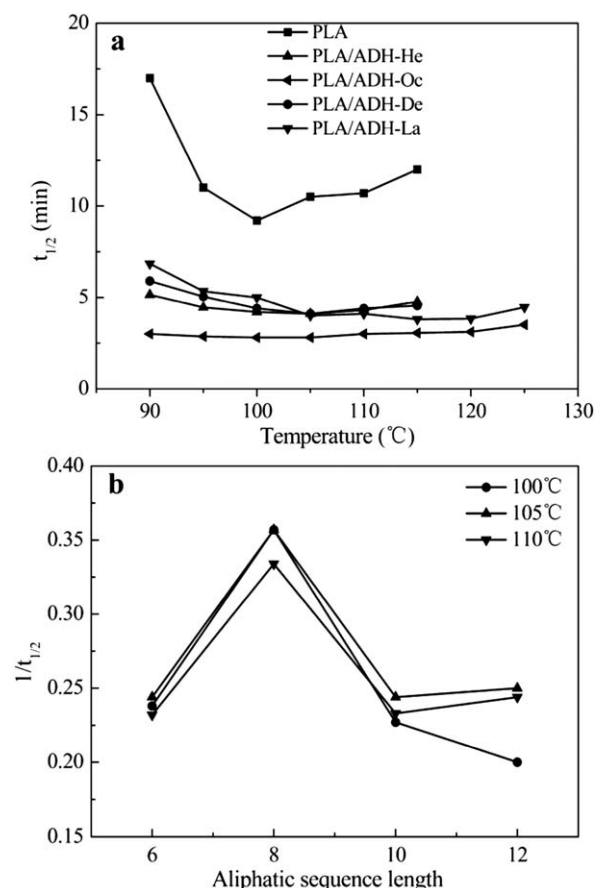 a
PLA
PLA/ADH-He
PLA/ADH-Oc
PLA/ADH-De
PLA/ADH-La
20
15
10
5
0
t1/2 (min)
90 100 110 120 130
Temperature (℃)
b
100℃
105℃
110℃
0.40
0.35
0.30
0.25
0.20
0.15
1/t1/2
6 8 10 12
Aliphatic sequence length